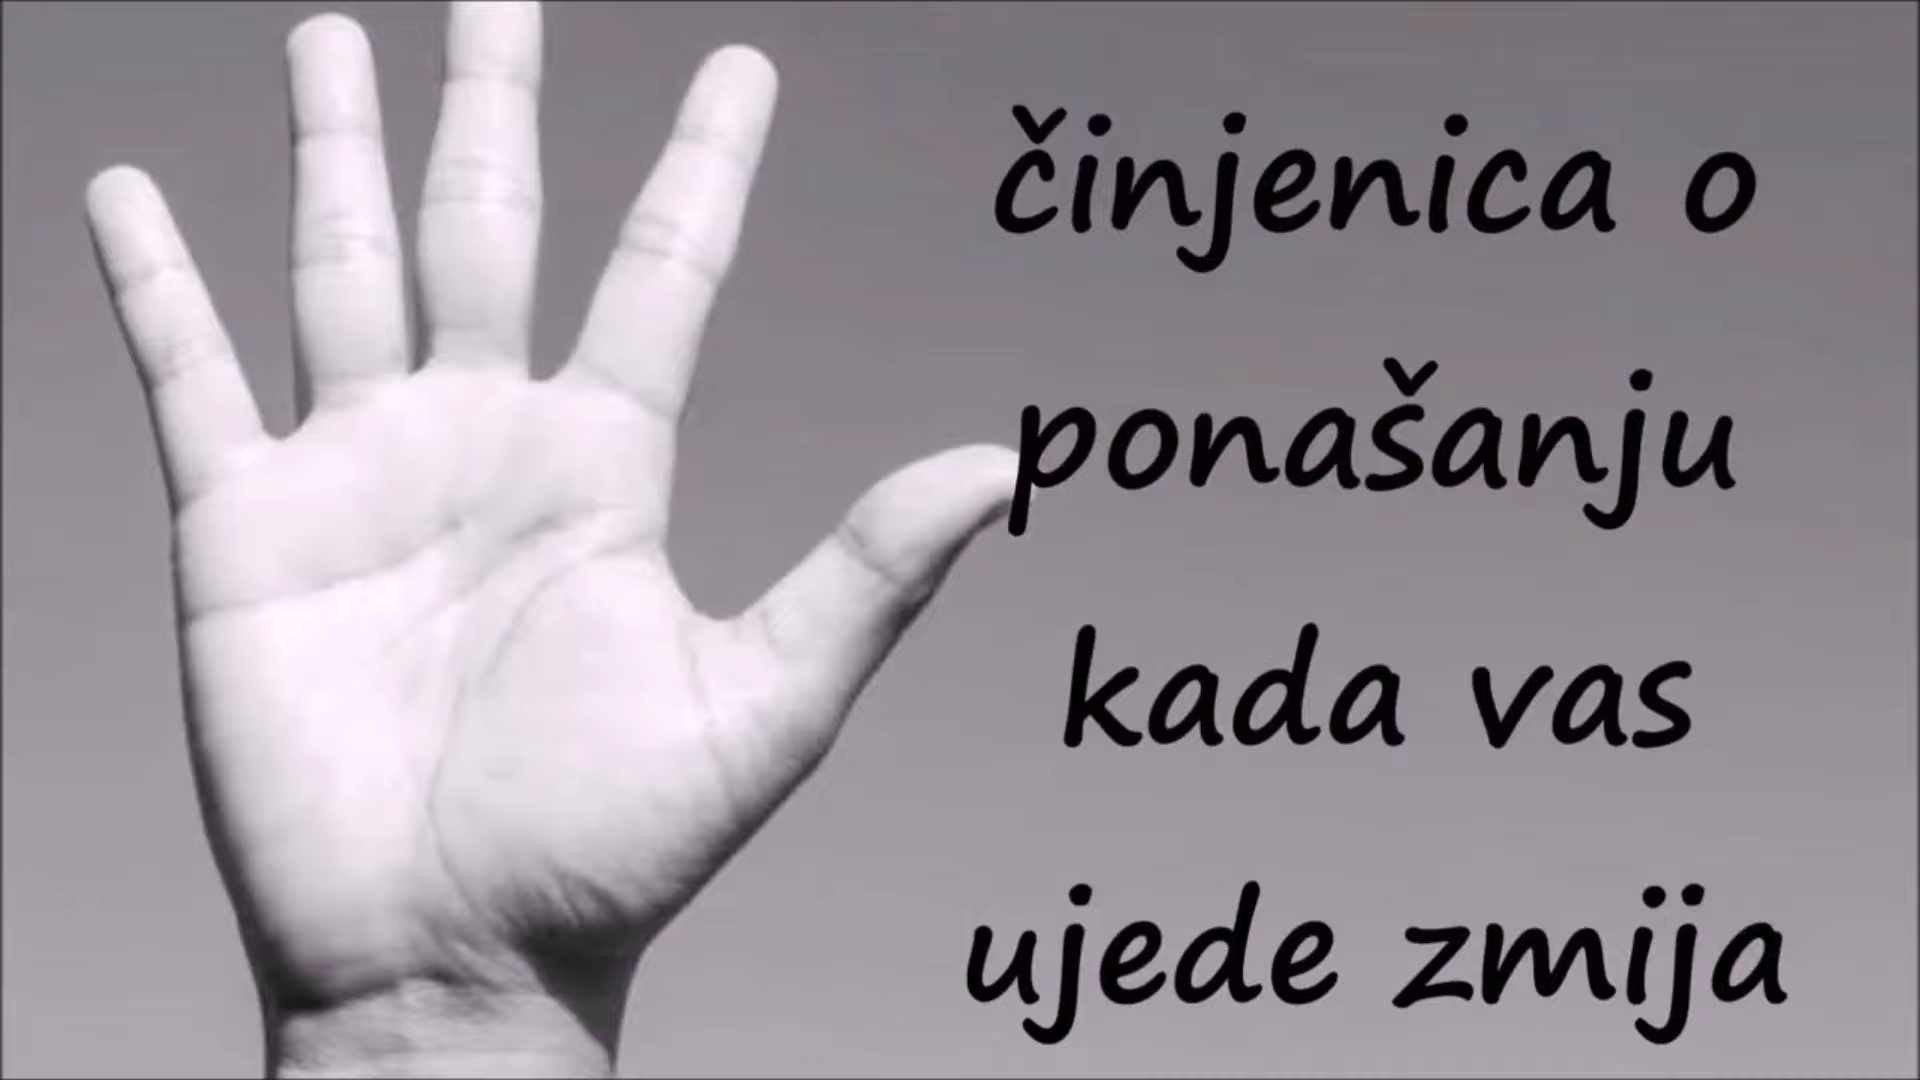 činjenica o
ponašanju
kada vas
ujede zmija